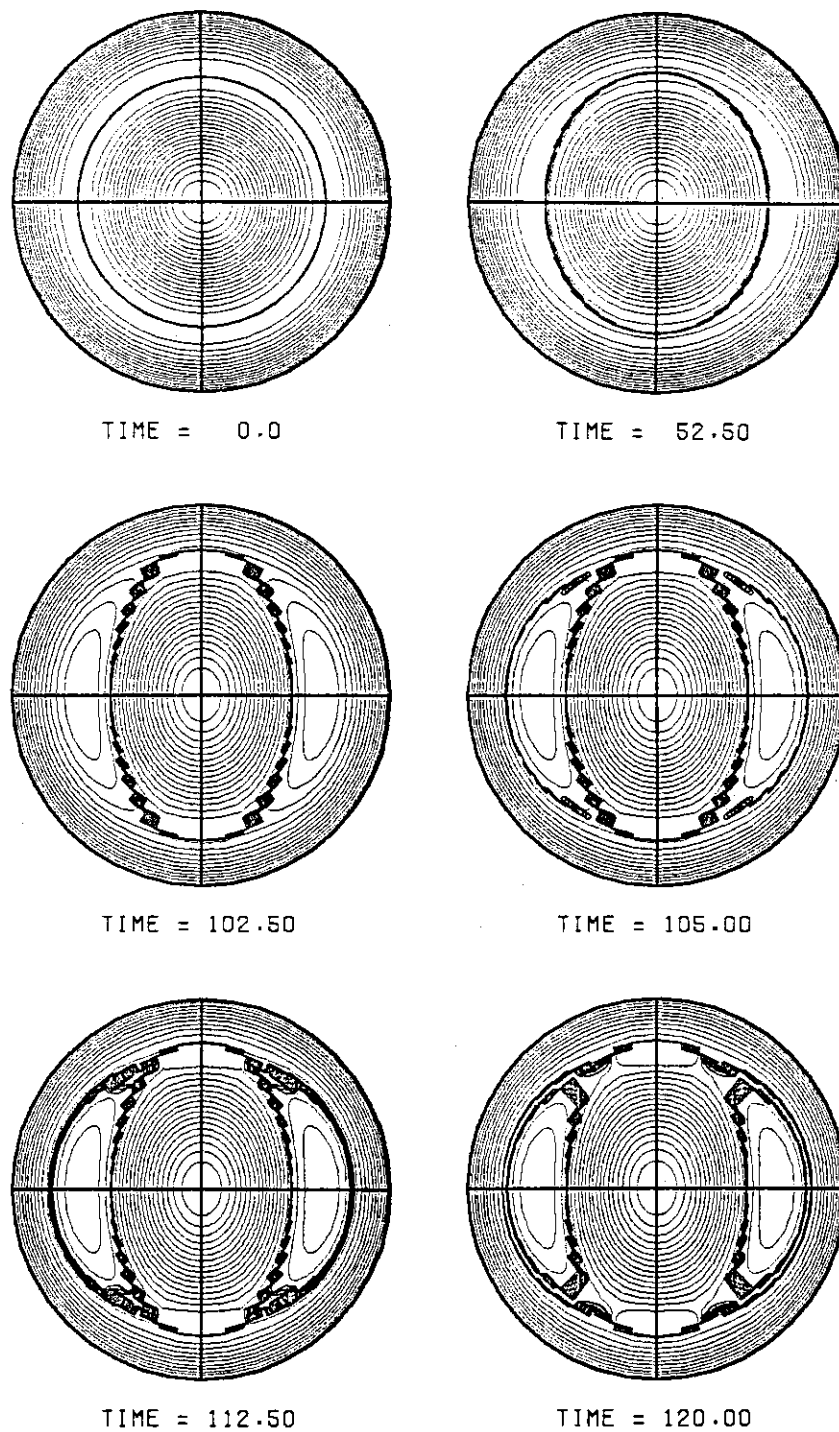 TIME = 0.0
TIME = 52.50
TIME = 102.50
TIME = 105.00
TIME = 112.50
TIME = 120.00